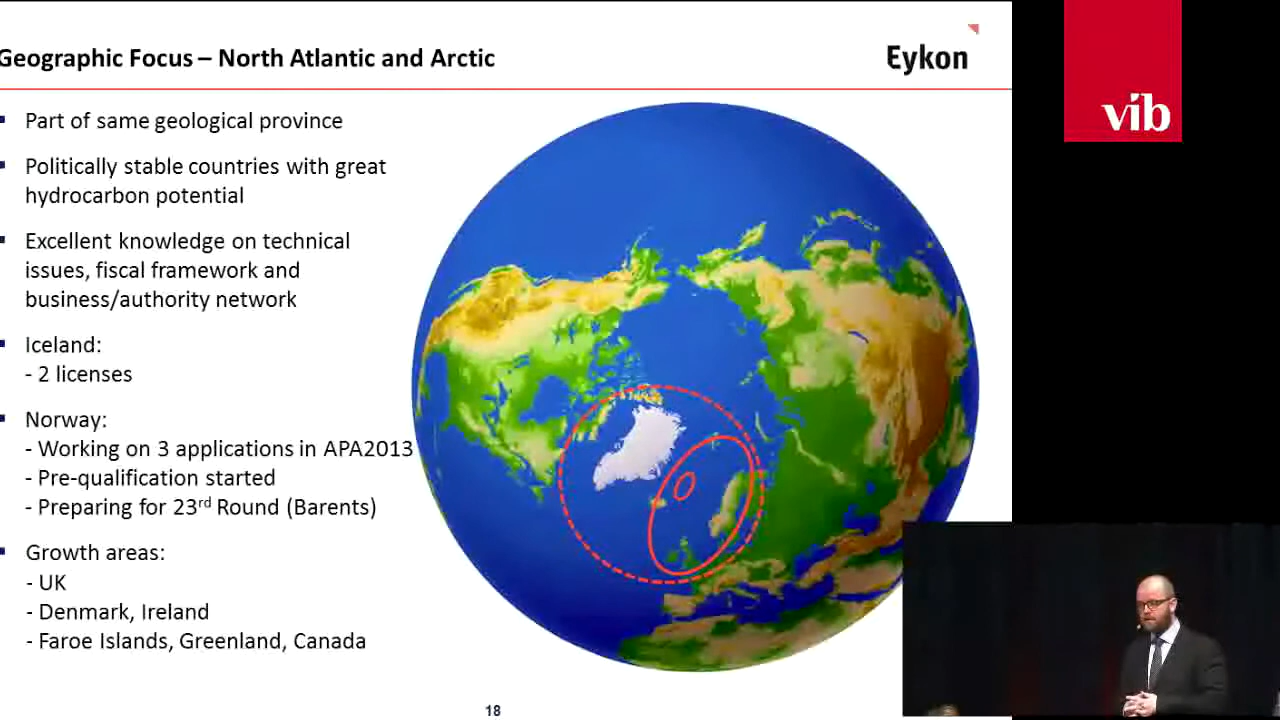 Geographic Focus – North Atlantic and Arctic
Eykon
vib
Part of same geological province
Politically stable countries with great
hydrocarbon potential
Excellent knowledge on technical
issues, fiscal framework and
business/authority network
Iceland:
- 2 licenses
Norway:
- Working on 3 applications in APA2013
- Pre-qualification started
- Preparing for 23rd Round (Barents)
Growth areas:
- UK
- Denmark, Ireland
- Faroe Islands, Greenland, Canada
18